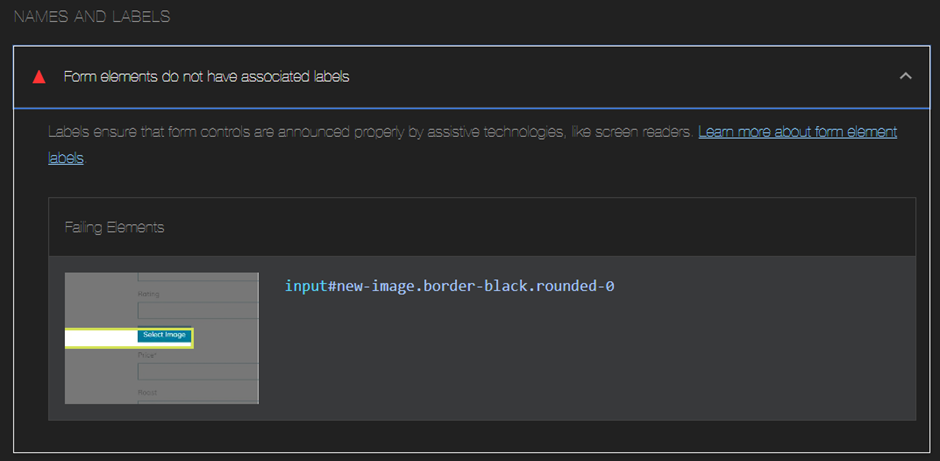 NAMES AND LABELS
Form elements do not have associated labels
Labels ensure that form controls are announced properly by assistive technologies, like screen readers. Learn more about form element
labels.
Failing Elements
input#new-image.border-black.rounded-0
Rating
Select Image
Price*
Roast